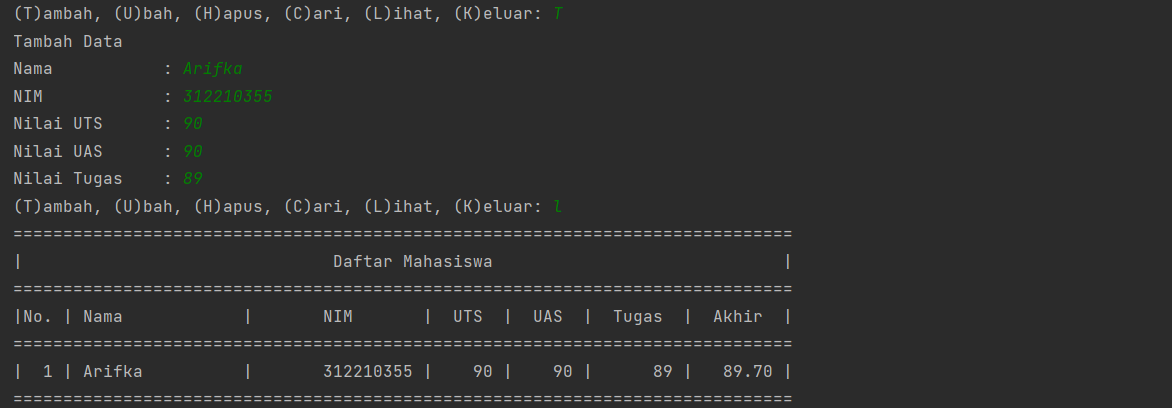 (T)ambah, (U)bah, (H)apus, (C)ari, (L)ihat, (K)eluar: T
Tambah Data
Nama           : Arifka
NIM            : 312210355
Nilai UTS      : 90
Nilai UAS      : 90
Nilai Tugas    : 89
(T)ambah, (U)bah, (H)apus, (C)ari, (L)ihat, (K)eluar: l
==============================================================================
|                               Daftar Mahasiswa                             |
==============================================================================
|No. | Nama            |       NIM       |  UTS  |  UAS  |  Tugas  |  Akhir  |
==============================================================================
|  1 | Arifka          |       312210355 |    90 |    90 |      89 |   89.70 |
==============================================================================